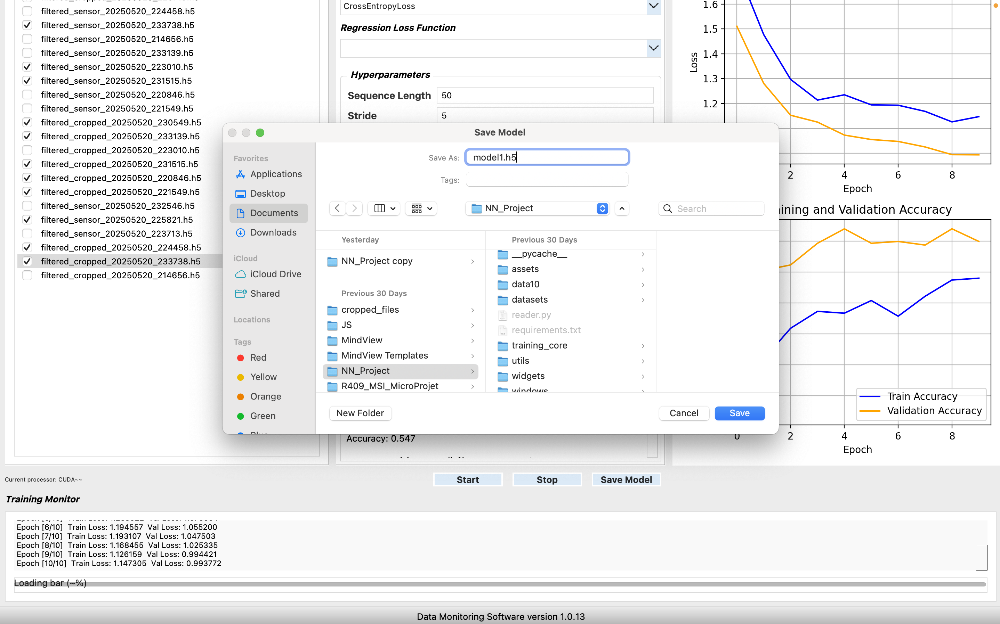 filtered_sensor_20250520_224458.h5
filtered_sensor_20250520_233738.h5
filtered_sensor_20250520_214656.h5
filtered_sensor_20250520_233139.h5
filtered_sensor_20250520_223010.h5
filtered_sensor_20250520_231515.h5
filtered_sensor_20250520_220846.h5
filtered_sensor_20250520_221549.h5
filtered_cropped_20250520_230549.h5
filtered_cropped_20250520_233139.h5
filtered_cropped_20250520_223010.h5
filtered_cropped_20250520_231515.h5
filtered_cropped_20250520_220846.h5
filtered_cropped_20250520_221549.h5
filtered_sensor_20250520_232546.h5
filtered_sensor_20250520_225821.h5
filtered_sensor_20250520_223713.h5
filtered_cropped_20250520_224458.h5
filtered_cropped_20250520_233738.h5
filtered_cropped_20250520_214656.h5
CrossEntropyLoss
Regression Loss Function
Hyperparameters
Sequence Length 50
Stride 5
Save Model
Save As: model1.h5
Tags:
NN_Project
Search
Favorites
Applications
Desktop
Documents
Downloads
iCloud
iCloud Drive
Shared
Locations
Tags
Red
Yellow
Orange
Green
Blue
Yesterday
NN_Project copy
Previous 30 Days
cropped_files
JS
MindView
MindView Templates
NN_Project
R409_MSI_MicroProjet
Previous 30 Days
__pycache__
assets
data10
datasets
reader.py
requirements.txt
training_core
utils
widgets
windows
New Folder
Cancel
Save
Accuracy: 0.547
Loss
1.6
1.5
1.4
1.3
1.2
2 4 6 8
Epoch
ining and Validation Accuracy
Train Accuracy
Validation Accuracy
0 2 4 6 8
Epoch
Current processor: CUDA~~
Start
Stop
Save Model
Training Monitor
Epoch [6/10] Train Loss: 1.194557 Val Loss: 1.055200
Epoch [7/10] Train Loss: 1.193107 Val Loss: 1.047503
Epoch [8/10] Train Loss: 1.168455 Val Loss: 1.025335
Epoch [9/10] Train Loss: 1.126159 Val Loss: 0.994421
Epoch [10/10] Train Loss: 1.147305 Val Loss: 0.993772
Loading bar (~%)
Data Monitoring Software version 1.0.13